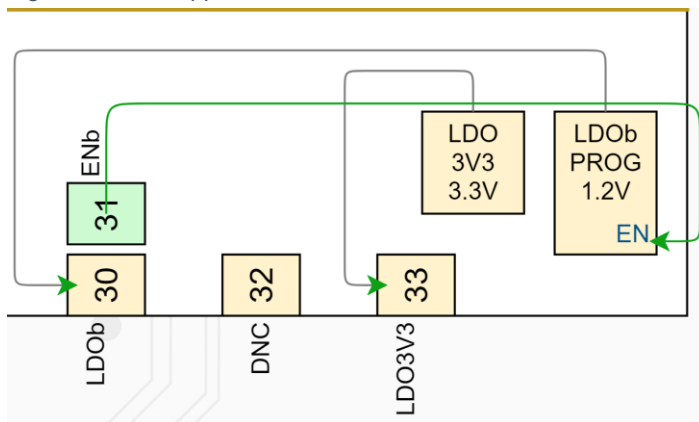 LDO
3V3
3.3V
LDOb
PROG
1.2V
EN
ENb
31
30
32
33
LDOb
DNC
LDO3V3